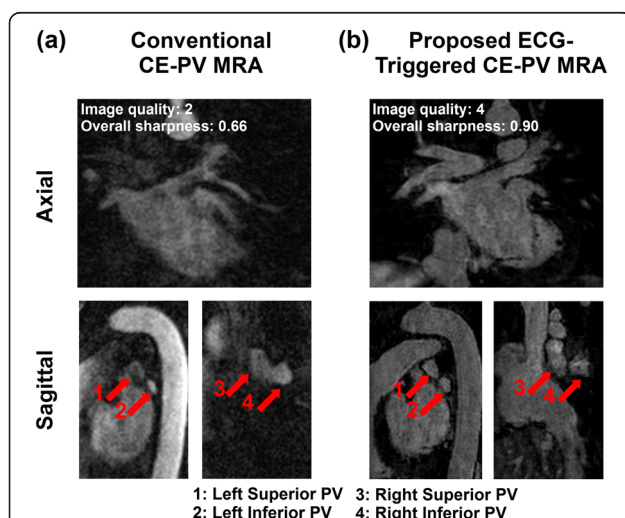 (a)
Conventional
CE-PV MRA
(b)
Proposed ECG-
Triggered CE-PV MRA
Axial
Image quality: 2
Overall sharpness: 0.66
Image quality: 4
Overall sharpness: 0.90
Sagittal
1
2
3
4
1
2
3
4
1: Left Superior PV 3: Right Superior PV
2: Left Inferior PV 4: Right Inferior PV